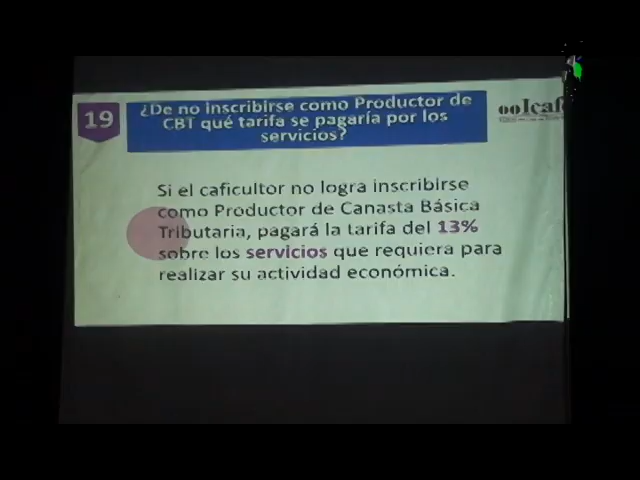 19
¿De no inscribirse como Productor de
CBT qué tarifa se pagaría por los
servicios?
Si el caficultor no logra inscribirse
como Productor de Canasta Básica
Tributaria, pagará la tarifa del 13%
sobre los servicios que requiera para
realizar su actividad económica.